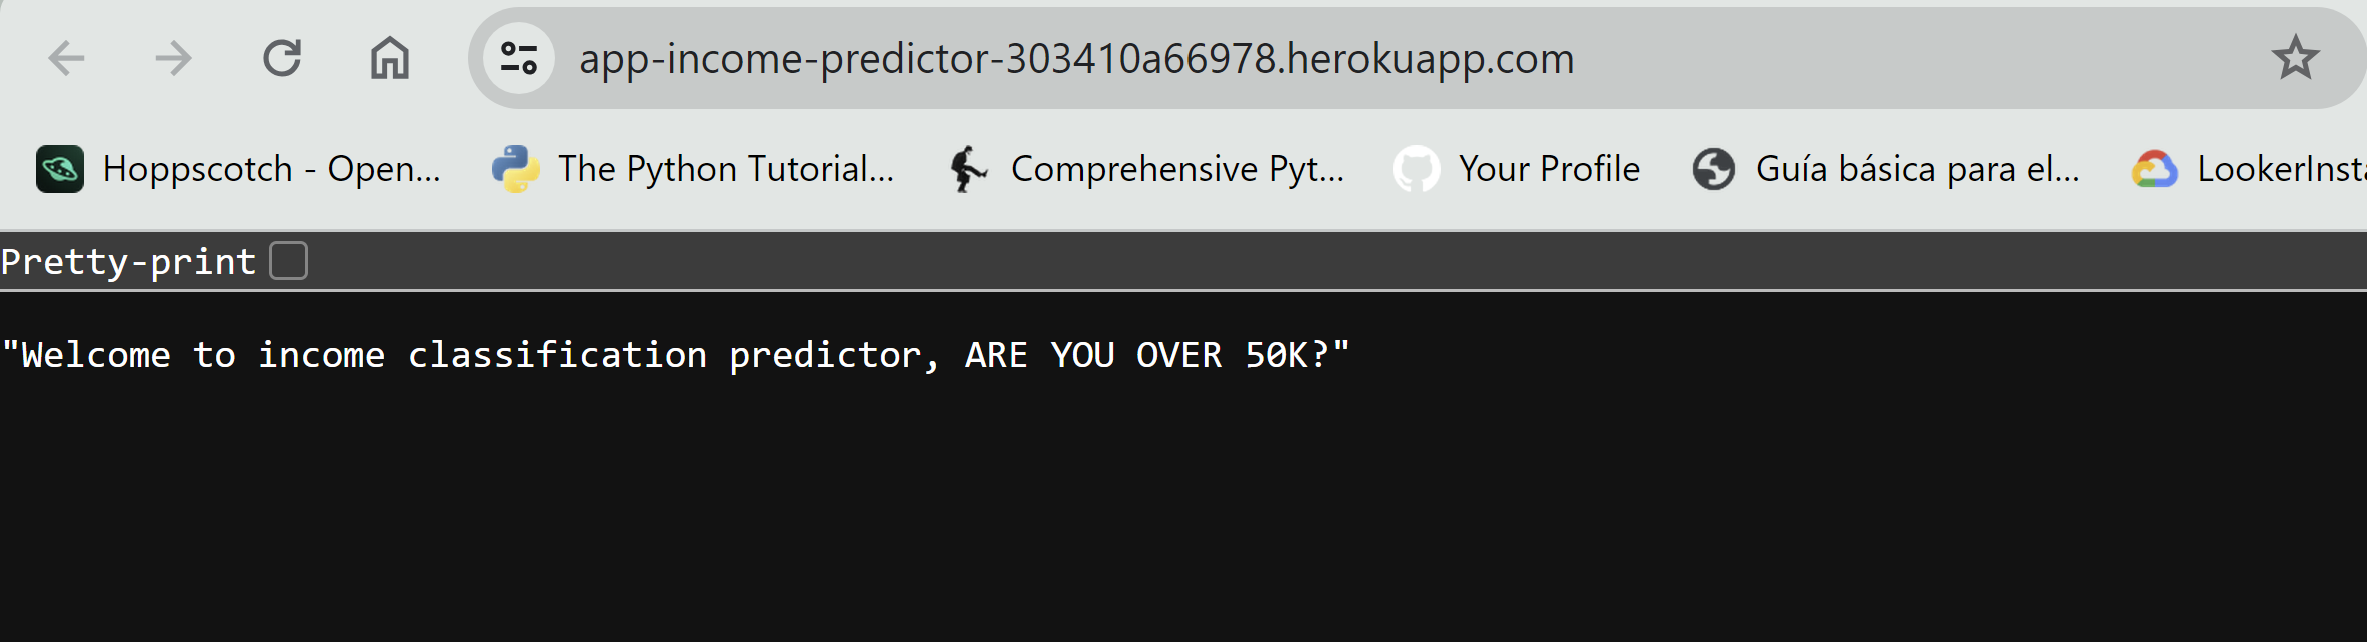 app-income-predictor-303410a66978.herokuapp.com
Hoppscotch - Open... The Python Tutorial... Comprehensive Pyt... Your Profile Guía básica para el... LookerInsta
Pretty-print
"Welcome to income classification predictor, ARE YOU OVER 50K?"